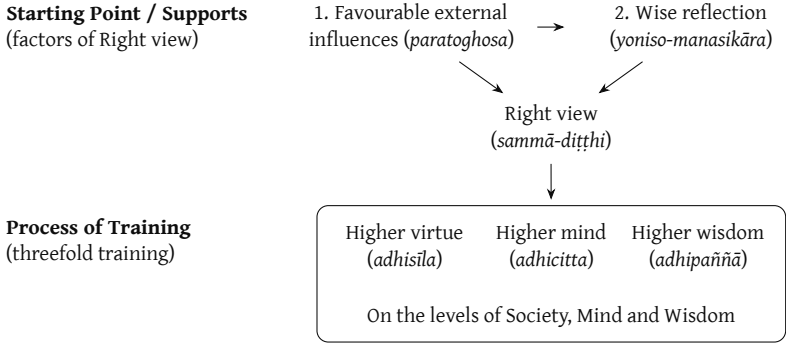 Starting Point / Supports
(factors of Right view)
1. Favourable external
influences (paratoghosa)
2. Wise reflection
(yoniso-manasikāra)
Right view
(sammā-diṭṭhi)
Process of Training
(threefold training)
Higher virtue
(adhisīla)
Higher mind
(adhicitta)
Higher wisdom
(adhipaññā)
On the levels of Society, Mind and Wisdom